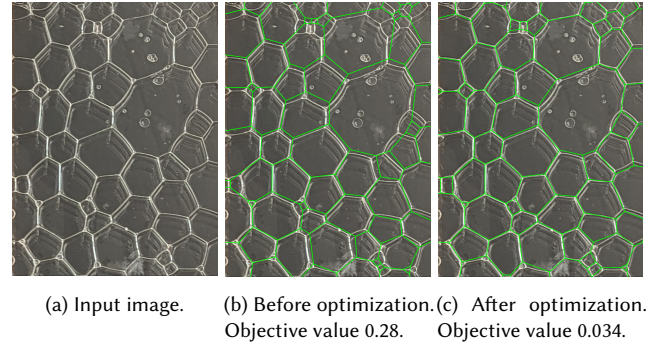 (a) Input image.
(b) Before optimization.
Objective value 0.28.
(c) After optimization.
Objective value 0.034.